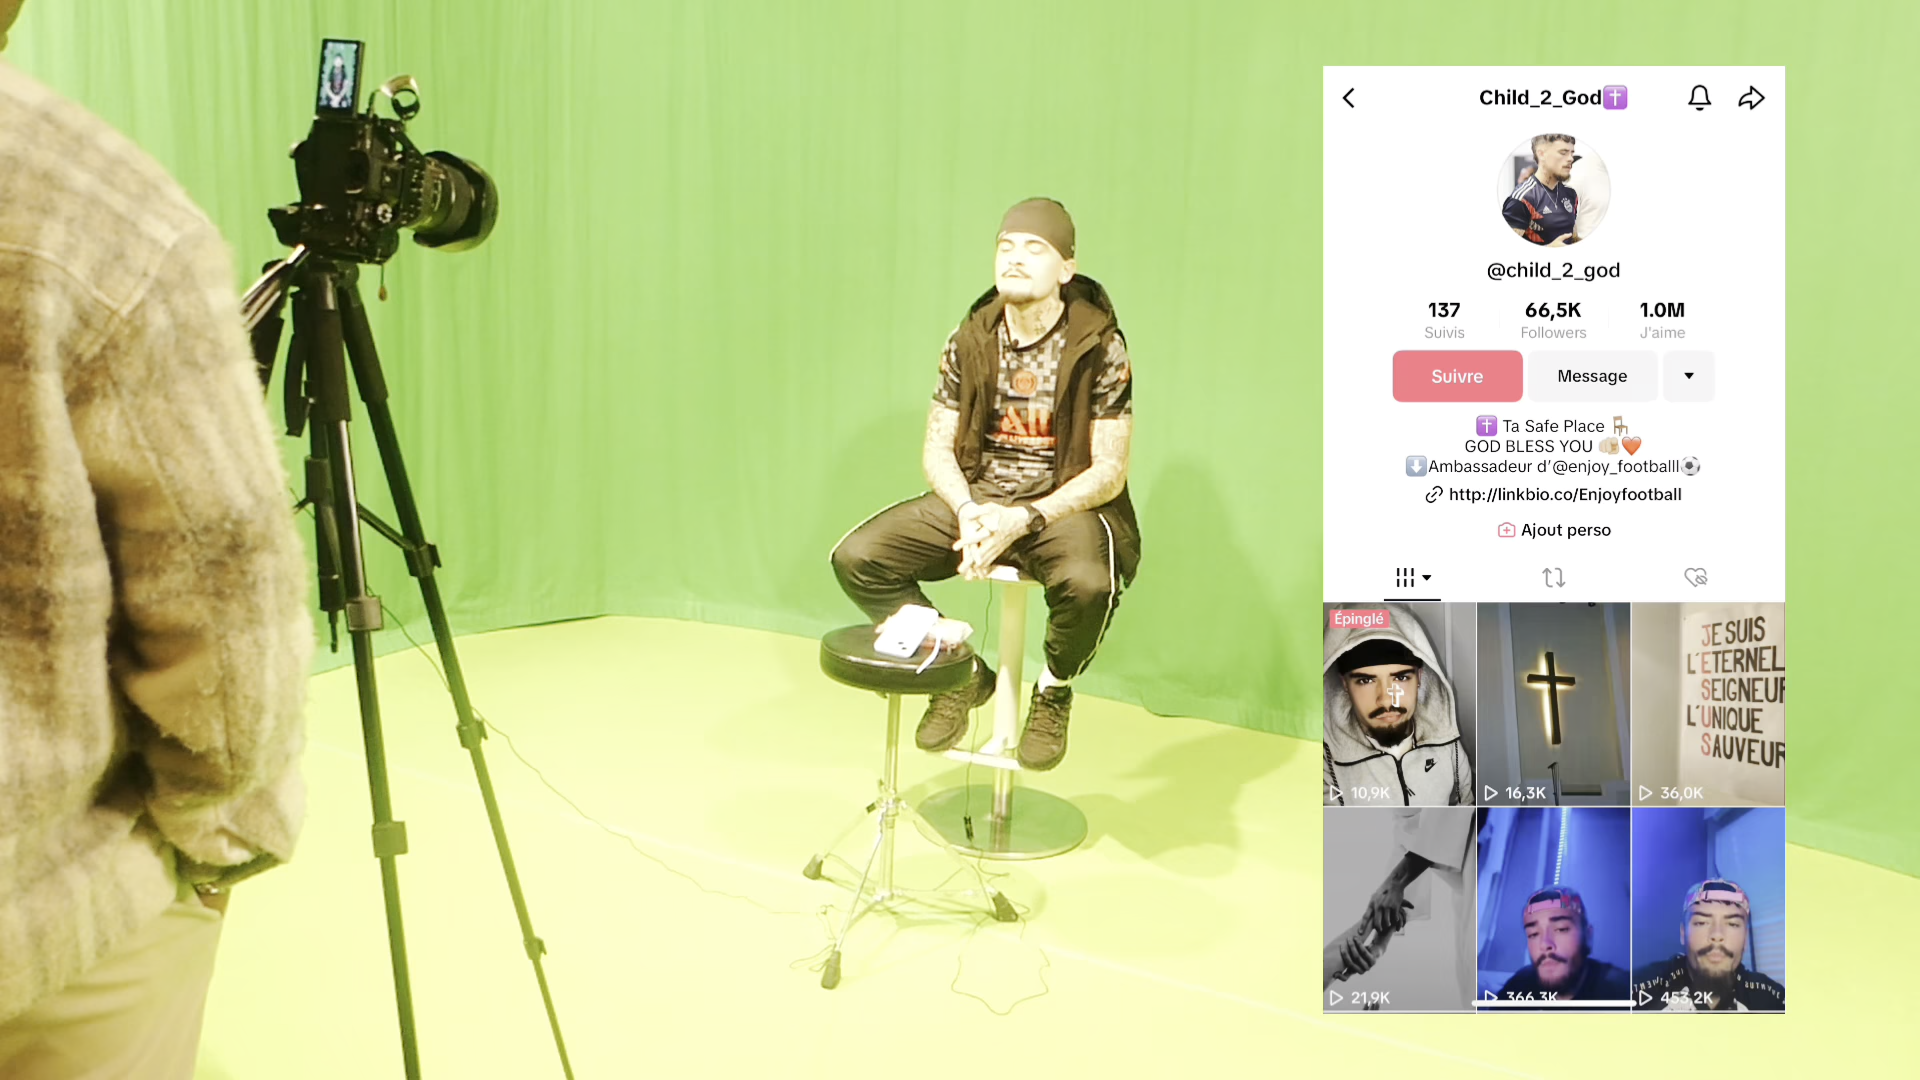 Child_2_God✝️
@child_2_god
137 66,5K 1.0M
Suivis Followers J'aime
Suivre Message
✝️ Ta Safe Place 🪑
GOD BLESS YOU 🫵🏼❤️
⬇️Ambassadeur d'@enjoy_footballl⚽
http://linkbio.co/Enjoyfootball
Ajout perso
Épinglé
JE SUIS
L'ETERNEL
SEIGNEUR
L'UNIQUE
SAUVEUR
10,9K 16,3K 36,0K
21,9K 366,3K 453,2K